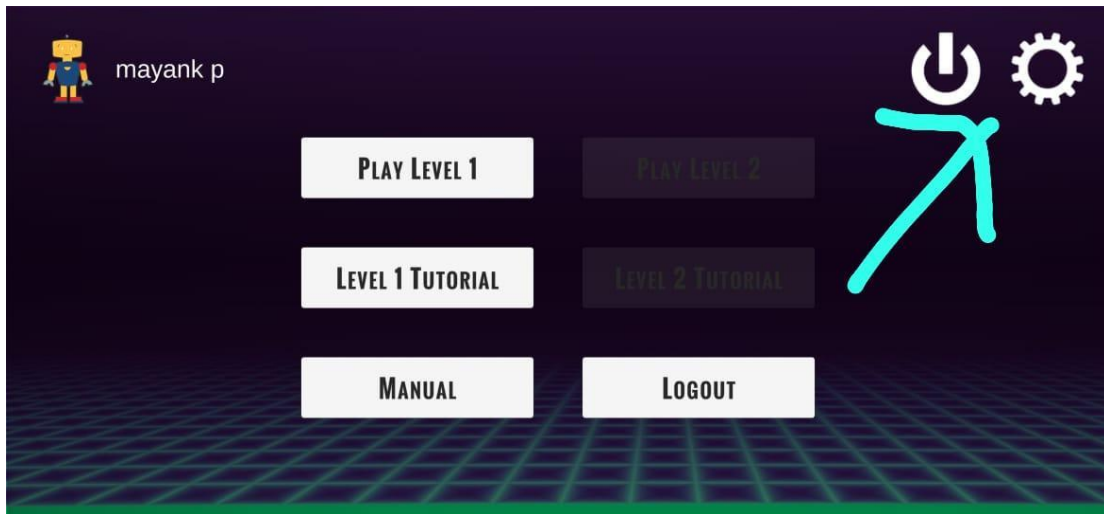 mayank p
PLAY LEVEL 1
PLAY LEVEL 2
LEVEL 1 TUTORIAL
LEVEL 2 TUTORIAL
MANUAL
LOGOUT